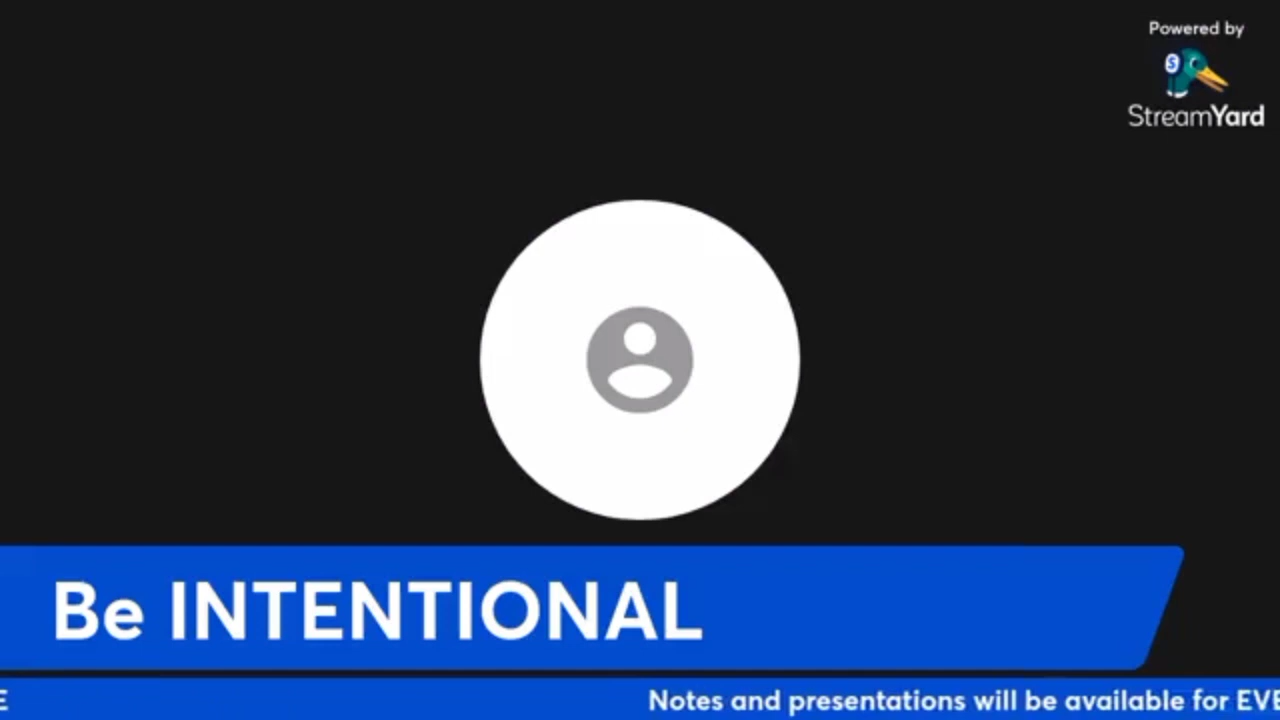 Powered by
StreamYard
Be INTENTIONAL
Notes and presentations will be available for